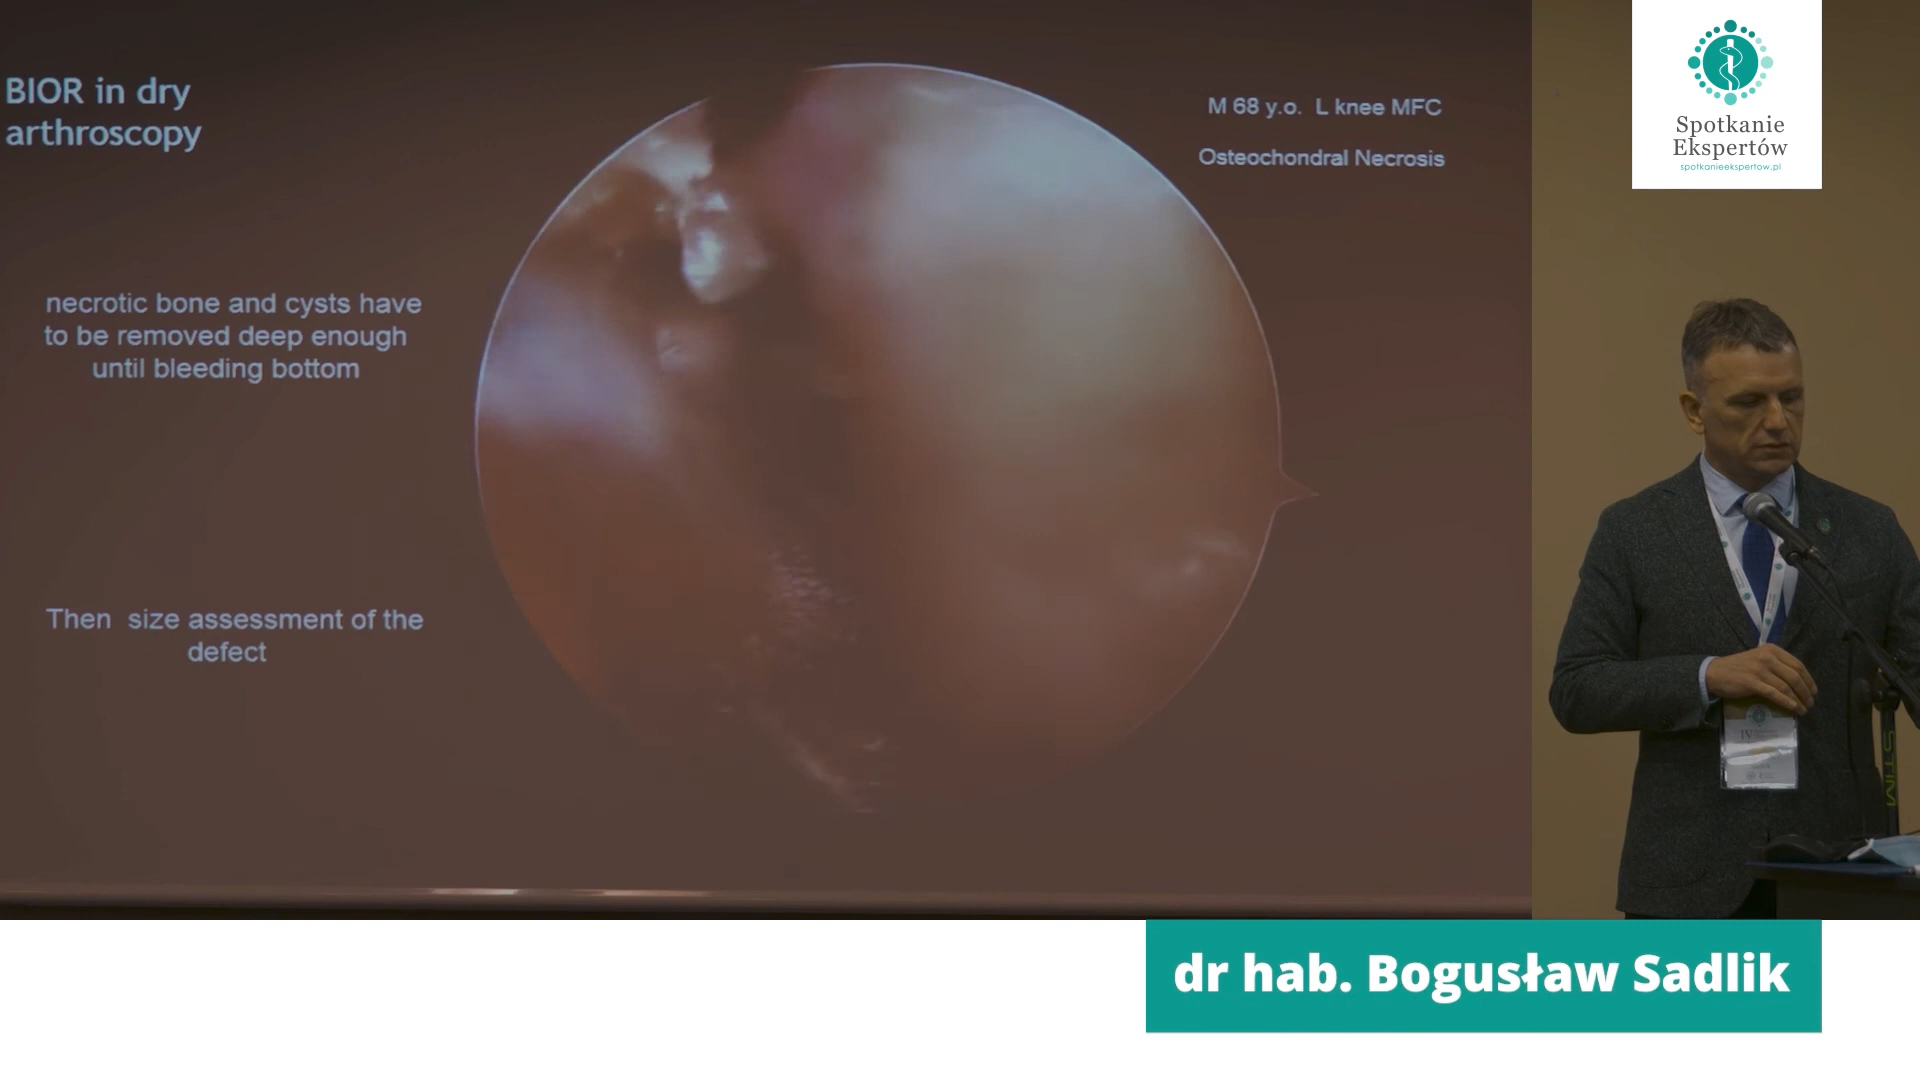 BIOR in dry
arthroscopy
M 68 y.o. L knee MFC
Osteochondral Necrosis
necrotic bone and cysts have
to be removed deep enough
until bleeding bottom
Then size assessment of the
defect
Spotkanie
Ekspertów
spotkanieekspertow.pl
IV
dr hab. Bogusław Sadlik